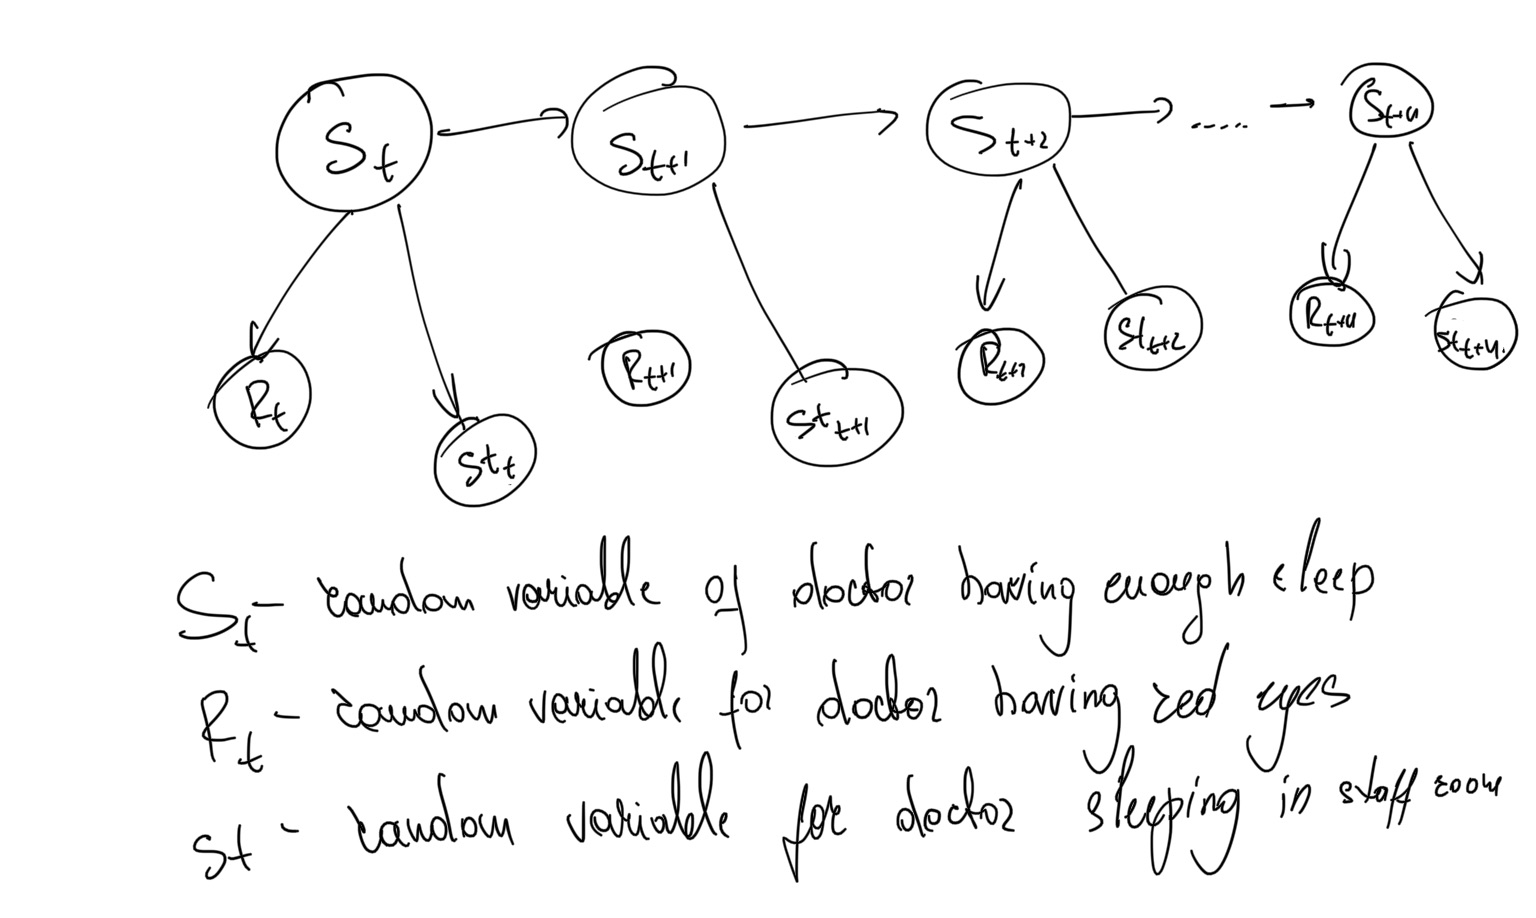 S_t → S_{t+1} → S_{t+2} → ..... → S_{t+4}
R_t St_t R_{t+1} St_{t+1} R_{t+2} St_{t+2} R_{t+4} St_{t+4}
S_t - random variable of doctor having enough sleep
R_t - random variable for doctor having red eyes
st - random variable for doctor sleeping in staff room